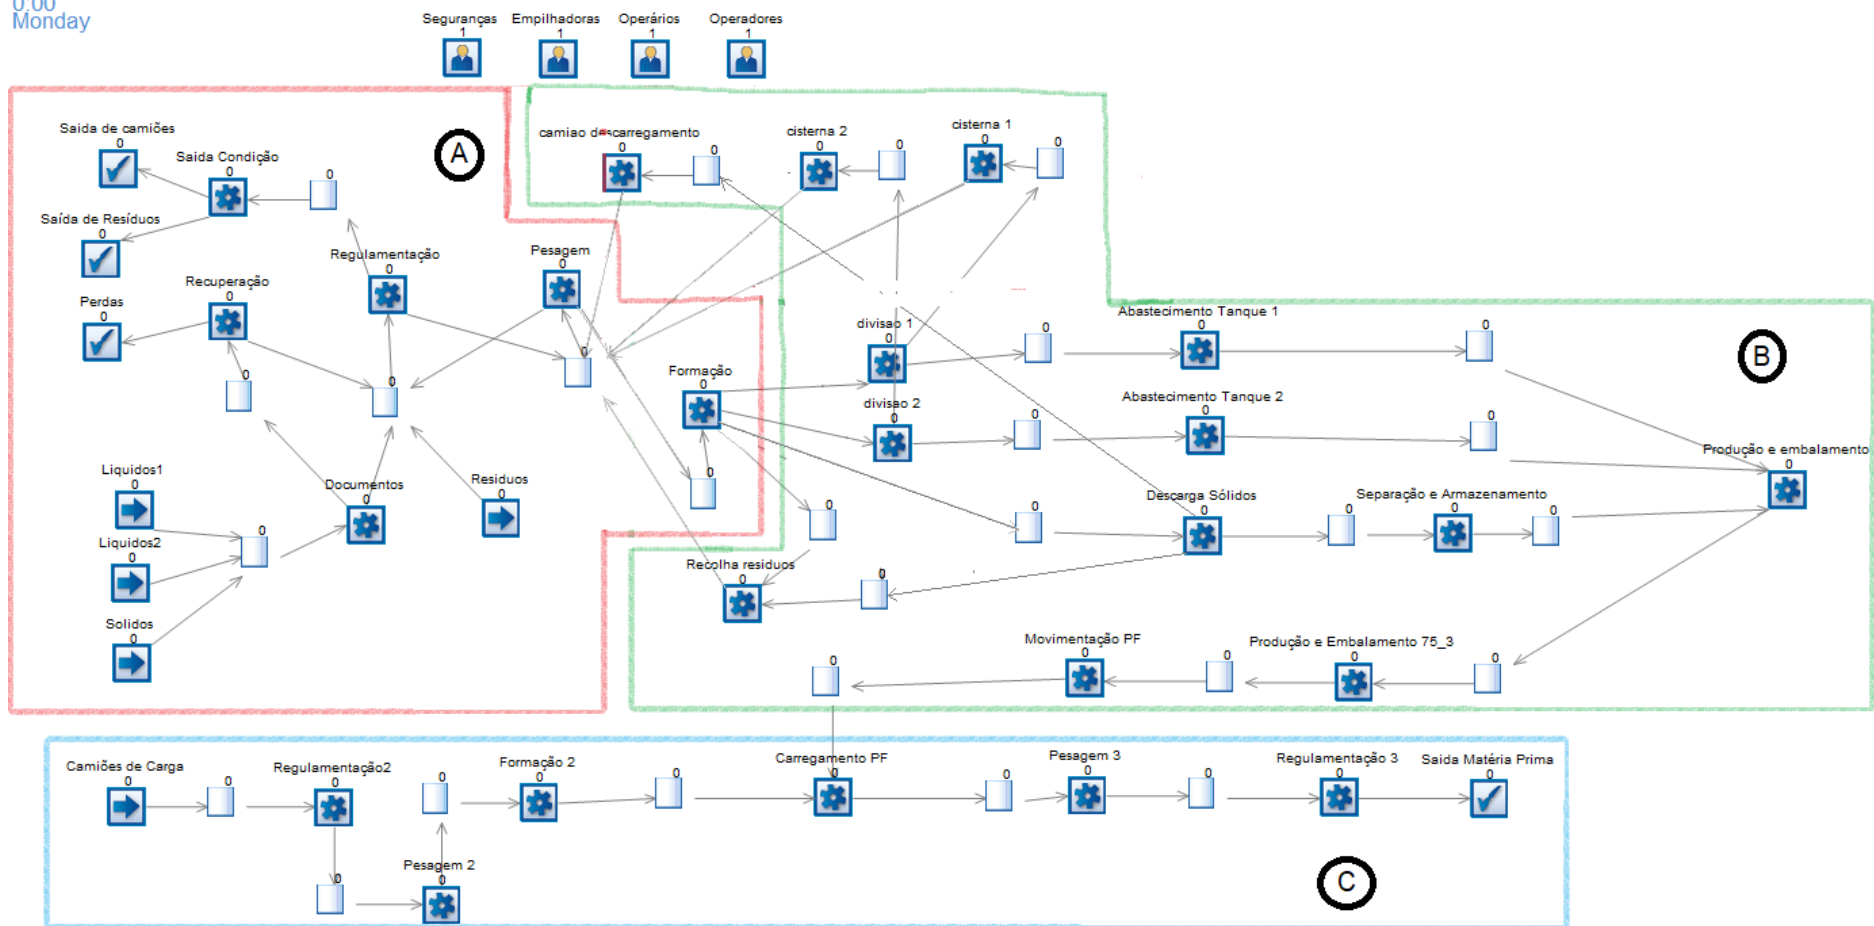 0:00
Monday
Seguranças
1
Empilhadoras
1
Operários
1
Operadores
1
A
Saida de camiões
0
Saida Condição
0
0
Saída de Resíduos
0
Regulamentação
0
Pesagem
0
Recuperação
0
Perdas
0
0
0
0
Formação
0
0
Liquidos1
0
Liquidos2
0
Solidos
0
0
Documentos
0
Residuos
0
camiao descarregamento
0
0
cisterna 2
0
0
cisterna 1
0
0
B
divisao 1
0
0
Abastecimento Tanque 1
0
0
divisao 2
0
0
Abastecimento Tanque 2
0
0
Produção e embalamento
0
0
0
Descarga Sólidos
0
0
Separação e Armazenamento
0
0
Recolha residuos
0
0
0
Movimentação PF
0
0
Produção e Embalamento 75_3
0
0
Camiões de Carga
0
0
Regulamentação2
0
0
Pesagem 2
0
0
Formação 2
0
0
Carregamento PF
0
0
Pesagem 3
0
0
Regulamentação 3
0
Saida Matéria Prima
0
C